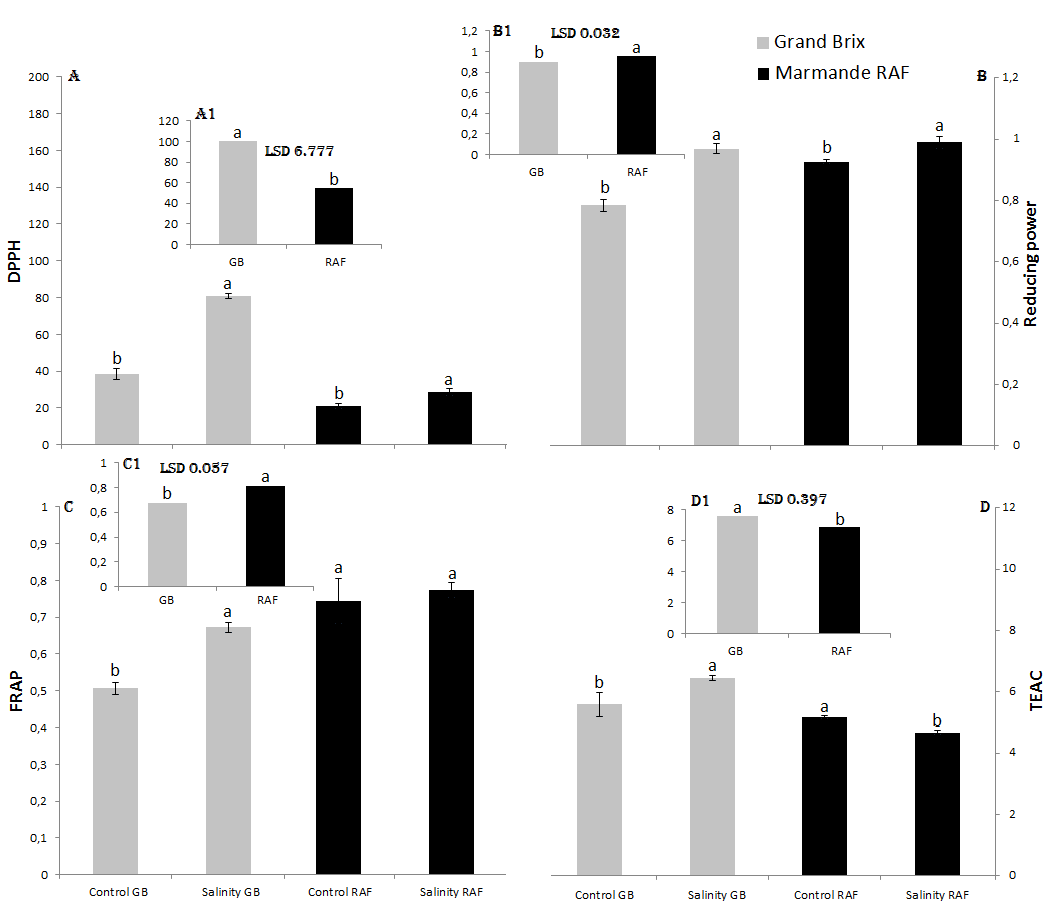 Grand Brix
Marmande RAF
A
DPPH
200
180
160
140
120
100
80
60
40
20
0
b
a
b
a
A1
LSD 6.777
120
100
80
60
40
20
0
a
b
GB
RAF
B1
LSD 0.032
1,2
1
0,8
0,6
0,4
0,2
0
b
a
GB
RAF
B
Reducing power
1,2
1
0,8
0,6
0,4
0,2
0
b
a
b
a
C1
LSD 0.057
1
0,8
0,6
0,4
0,2
0
b
a
GB
RAF
C
FRAP
1
0,9
0,8
0,7
0,6
0,5
0,4
0,3
0,2
0,1
0
b
a
a
a
Control GB
Salinity GB
Control RAF
Salinity RAF
D1
LSD 0.397
8
6
4
2
0
a
b
GB
RAF
D
TEAC
12
10
8
6
4
2
0
b
a
a
b
Control GB
Salinity GB
Control RAF
Salinity RAF